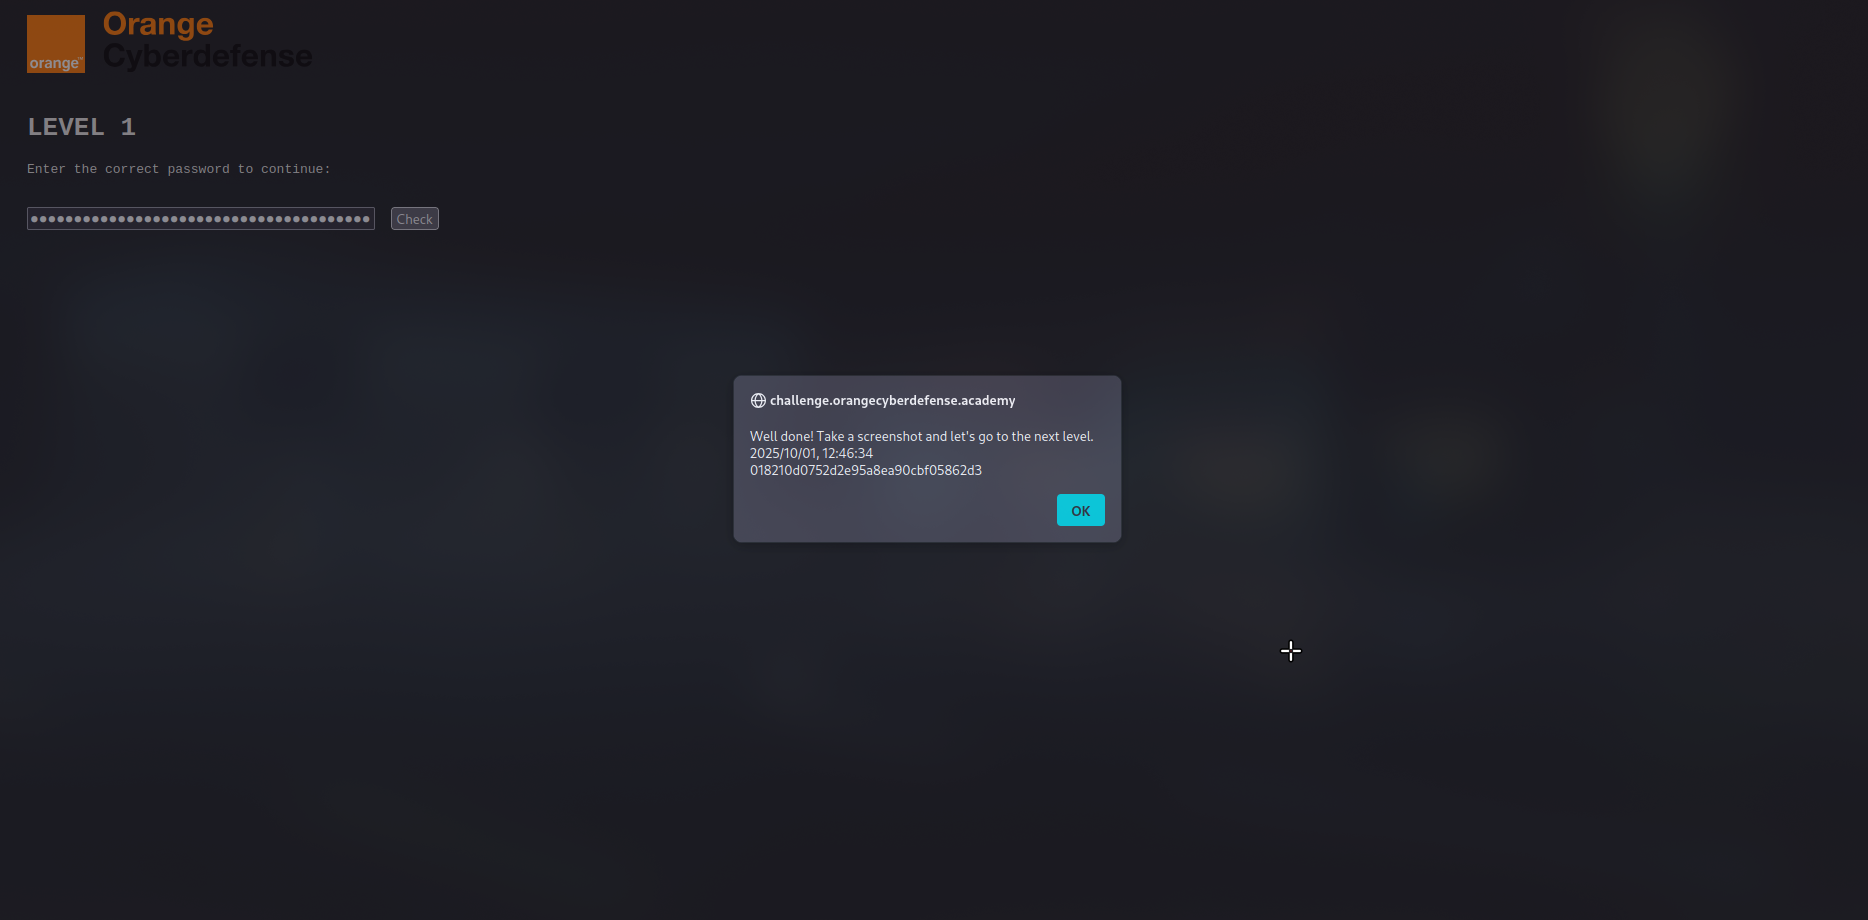 Orange
Cyberdefense
orange™
LEVEL 1
Enter the correct password to continue:
Check
challenge.orangecyberdefense.academy
Well done! Take a screenshot and let's go to the next level.
2025/10/01, 12:46:34
018210d0752d2e95a8ea90cbf05862d3
OK